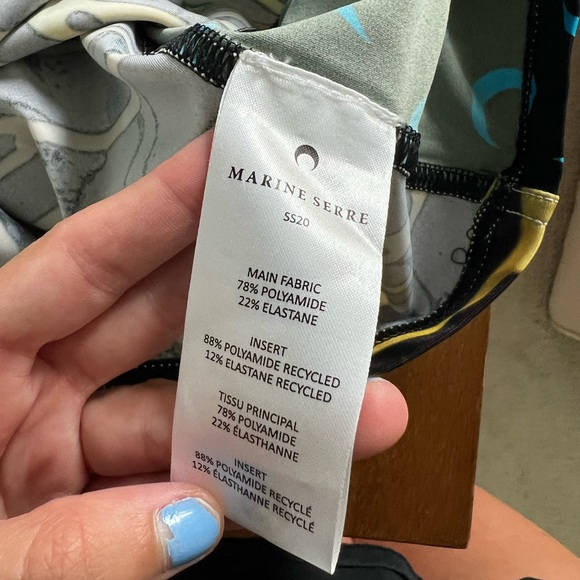 MARINE SERRE
SS20
MAIN FABRIC
78% POLYAMIDE
22% ELASTANE
INSERT
88% POLYAMIDE RECYCLED
12% ELASTANE RECYCLED
TISSU PRINCIPAL
78% POLYAMIDE
22% ÉLASTHANNE
INSERT
88% POLYAMIDE RECYCLÉ
12% ÉLASTHANNE RECYCLÉ